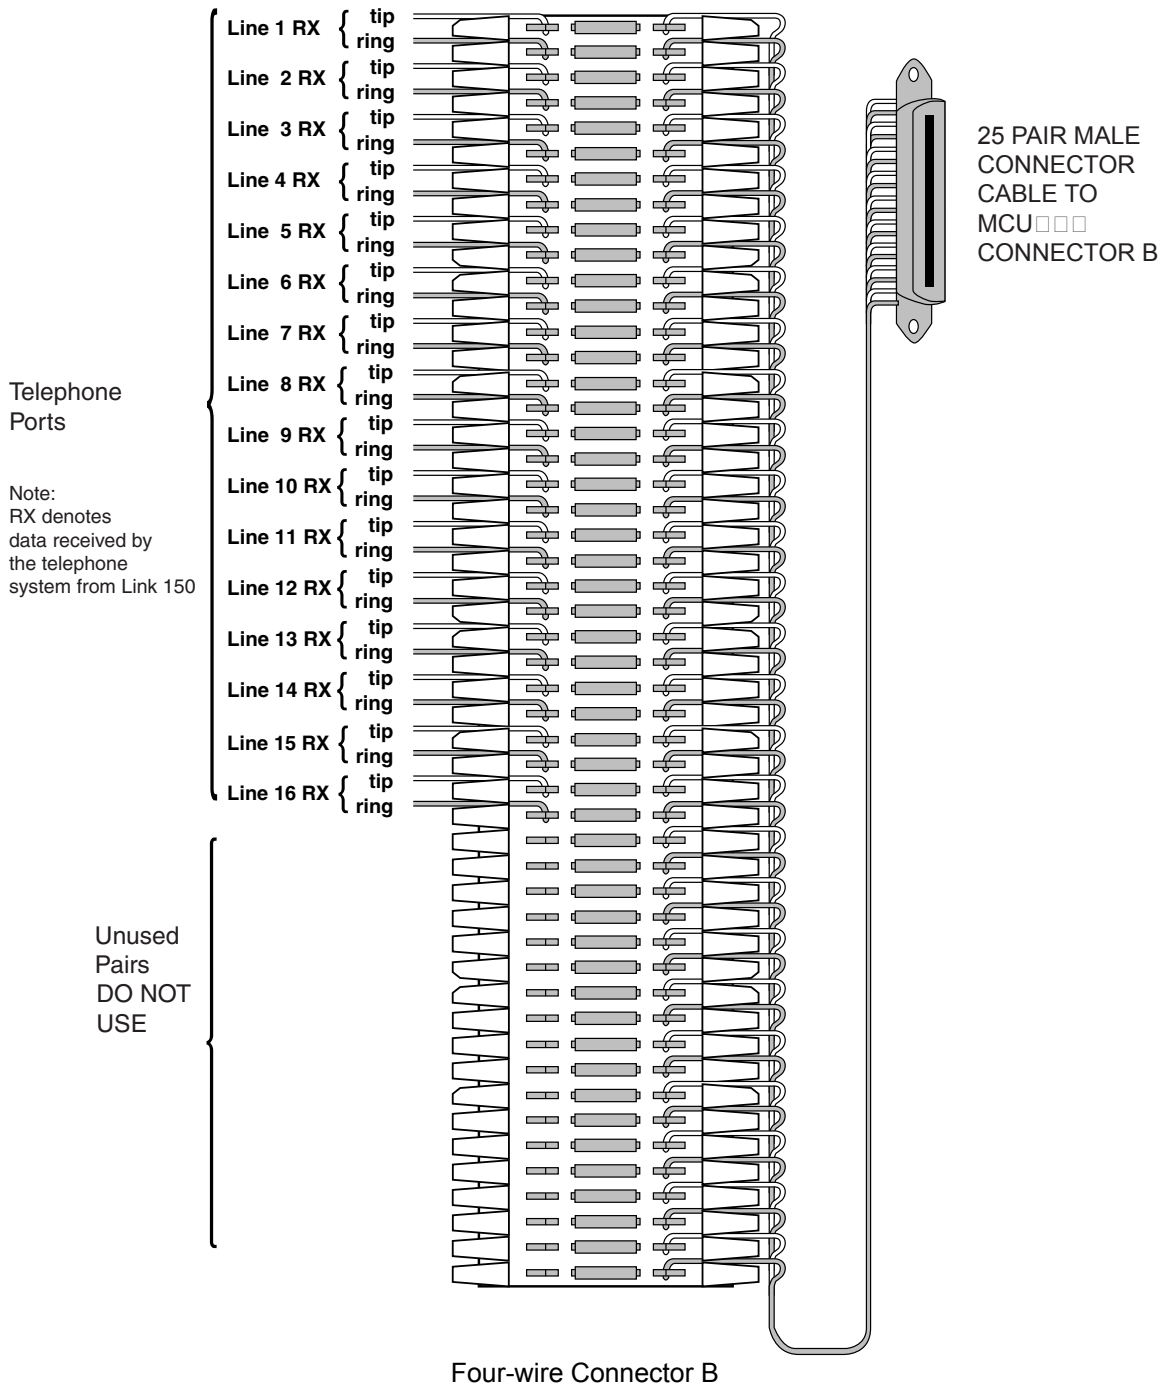 Line 1 RX { tip
ring
Line 2 RX { tip
ring
Line 3 RX { tip
ring
Line 4 RX { tip
ring
Line 5 RX { tip
ring
Line 6 RX { tip
ring
Line 7 RX { tip
ring
Line 8 RX { tip
ring
Line 9 RX { tip
ring
Line 10 RX { tip
ring
Line 11 RX { tip
ring
Line 12 RX { tip
ring
Line 13 RX { tip
ring
Line 14 RX { tip
ring
Line 15 RX { tip
ring
Line 16 RX { tip
ring
Telephone
Ports
Note:
RX denotes
data received by
the telephone
system from Link 150
Unused
Pairs
DO NOT
USE
25 PAIR MALE
CONNECTOR
CABLE TO
MCU□□□
CONNECTOR B
Four-wire Connector B